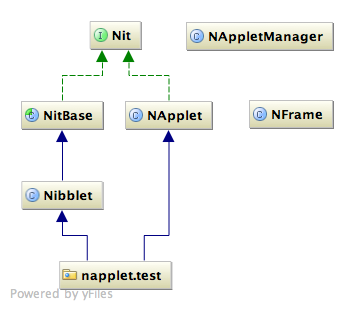 Nit
NAppletManager
NitBase
NApplet
NFrame
Nibblet
napplet.test
Powered by yFiles